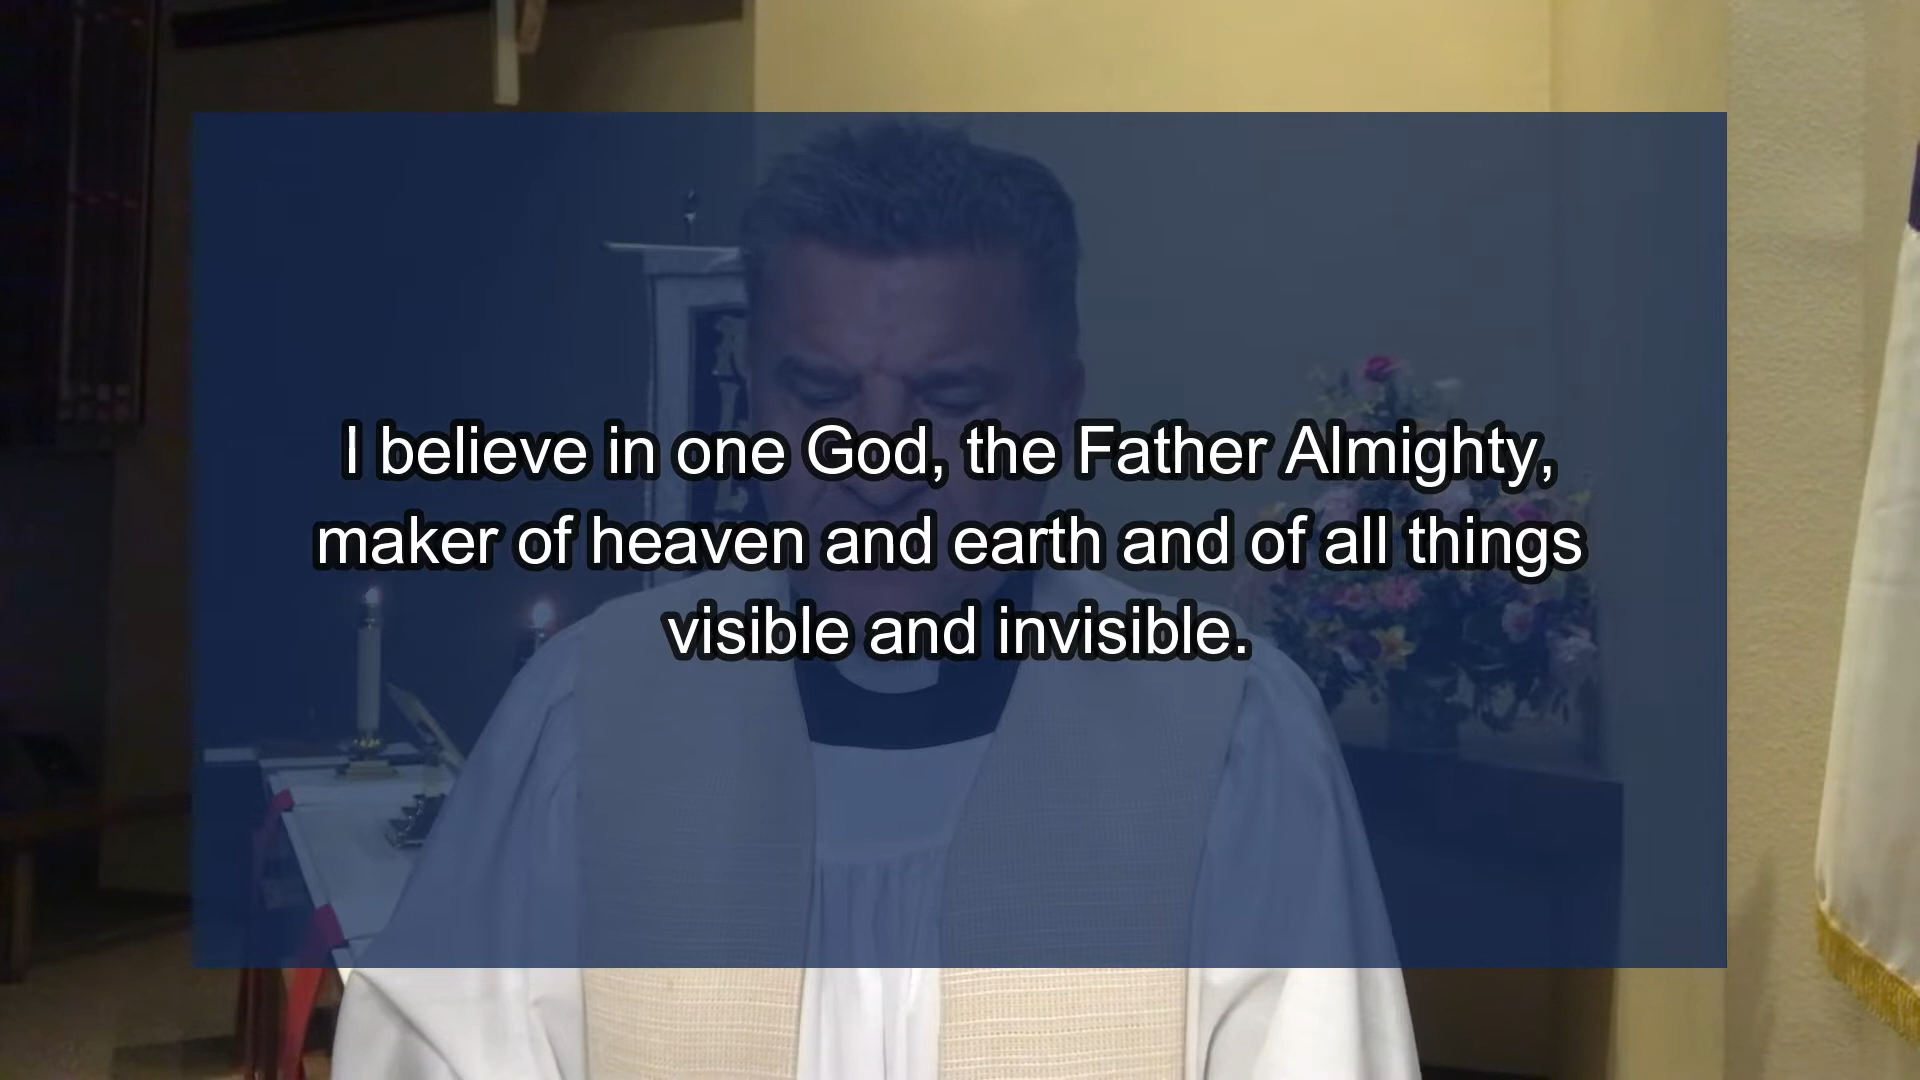 I believe in one God, the Father Almighty,
maker of heaven and earth and of all things
visible and invisible.